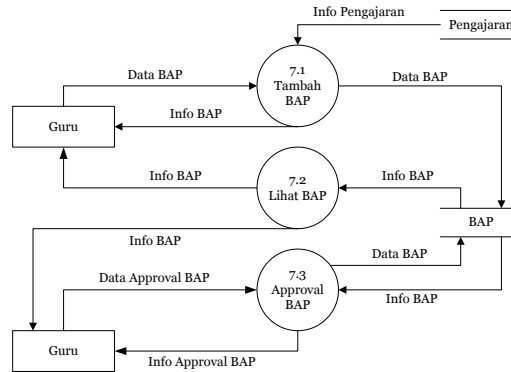 Info Pengajaran
Pengajaran
7.1
Tambah
BAP
Data BAP
Data BAP
Info BAP
Guru
7.2
Lihat BAP
Info BAP
Info BAP
BAP
Info BAP
Data BAP
7.3
Approval
BAP
Data Approval BAP
Info BAP
Guru
Info Approval BAP